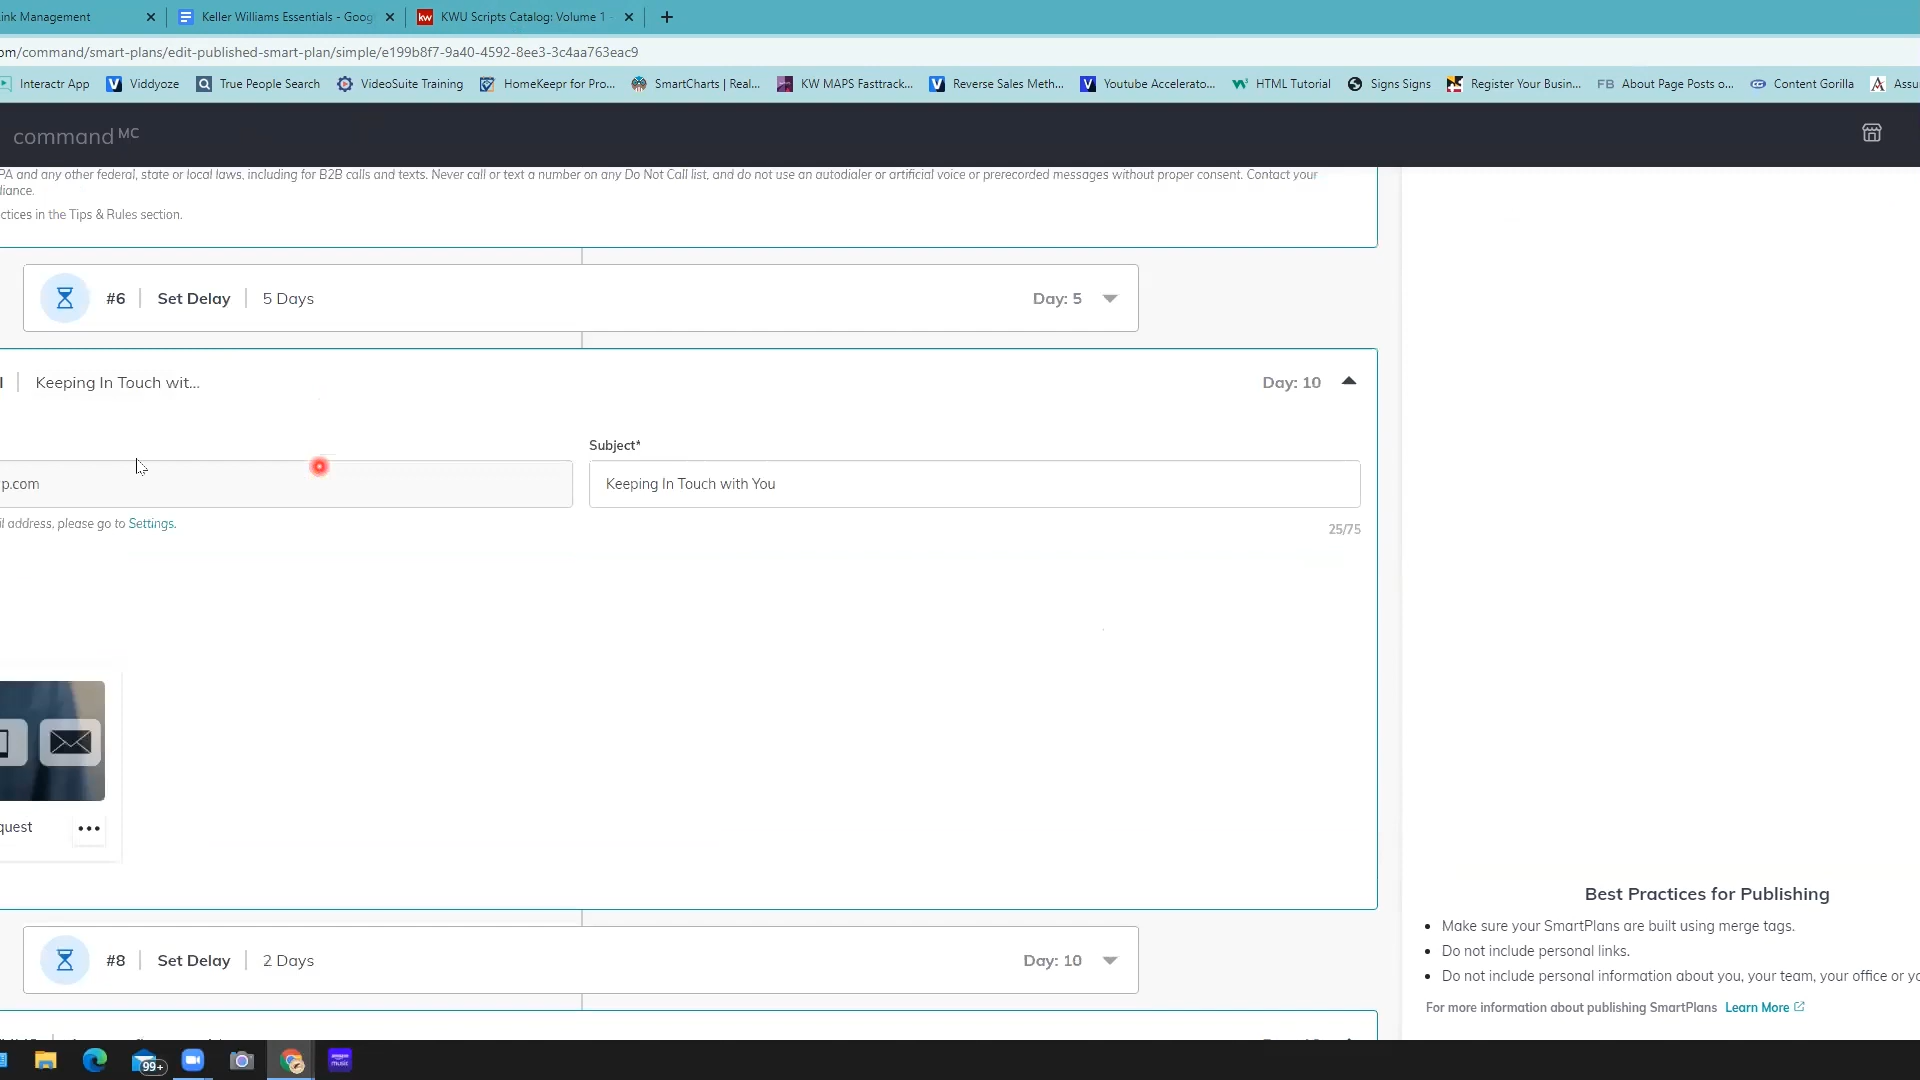 ink Management
Keller Williams Essentials - Goog
KWU Scripts Catalog: Volume 1 -
om/command/smart-plans/edit-published-smart-plan/simple/e199b8f7-9a40-4592-8ee3-3c4aa763eac9
Interactr App
Viddyoze
True People Search
VideoSuite Training
HomeKeepr for Pro...
SmartCharts | Real...
KW MAPS Fasttrack...
Reverse Sales Meth...
Youtube Accelerato...
HTML Tutorial
Signs Signs
Register Your Busin...
FB About Page Posts o...
Content Gorilla
Assu
command MC
PA and any other federal, state or local laws, including for B2B calls and texts. Never call or text a number on any Do Not Call list, and do not use an autodialer or artificial voice or prerecorded messages without proper consent. Contact your
liance.
ctices in the Tips & Rules section.
#6 | Set Delay | 5 Days Day: 5
l | Keeping In Touch wit... Day: 10
Subject*
p.com
Keeping In Touch with You
il address, please go to Settings.
25/75
quest
#8 | Set Delay | 2 Days Day: 10
Best Practices for Publishing
• Make sure your SmartPlans are built using merge tags.
• Do not include personal links.
• Do not include personal information about you, your team, your office or yo
For more information about publishing SmartPlans Learn More
99+
amazon
music